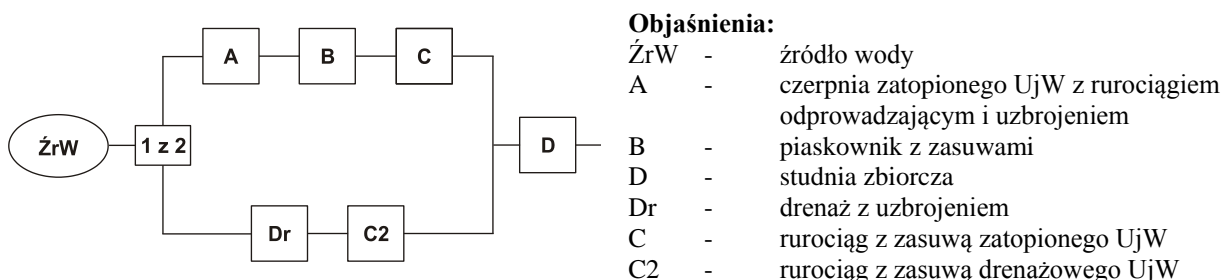 ŹrW
1 z 2
A
B
C
D
Dr
C2
Objaśnienia:
ŹrW - źródło wody
A - czerpnia zatopionego UjW z rurociągiem
odprowadzającym i uzbrojeniem
B - piaskownik z zasuwami
D - studnia zbiorcza
Dr - drenaż z uzbrojeniem
C - rurociąg z zasuwą zatopionego UjW
C2 - rurociąg z zasuwą drenażowego UjW